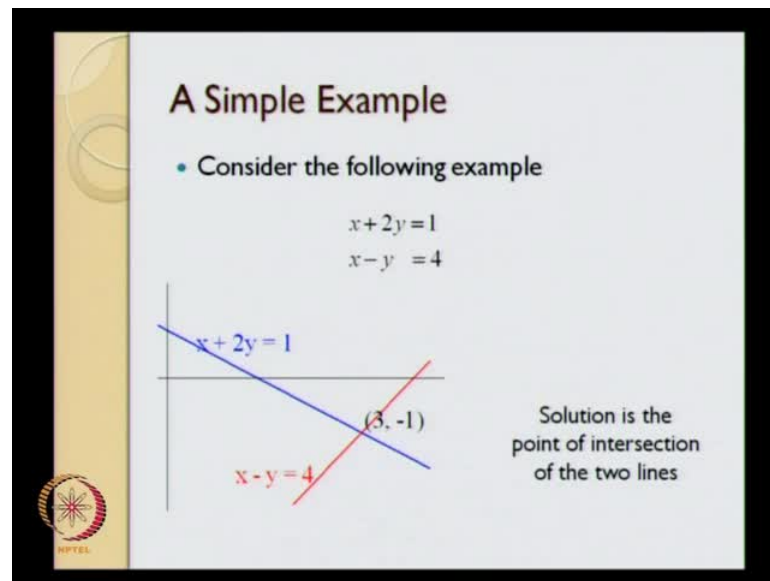 A Simple Example
• Consider the following example
x+2y=1
x−y =4
x + 2y = 1
(3, -1)
x - y = 4
Solution is the
point of intersection
of the two lines
NPTEL